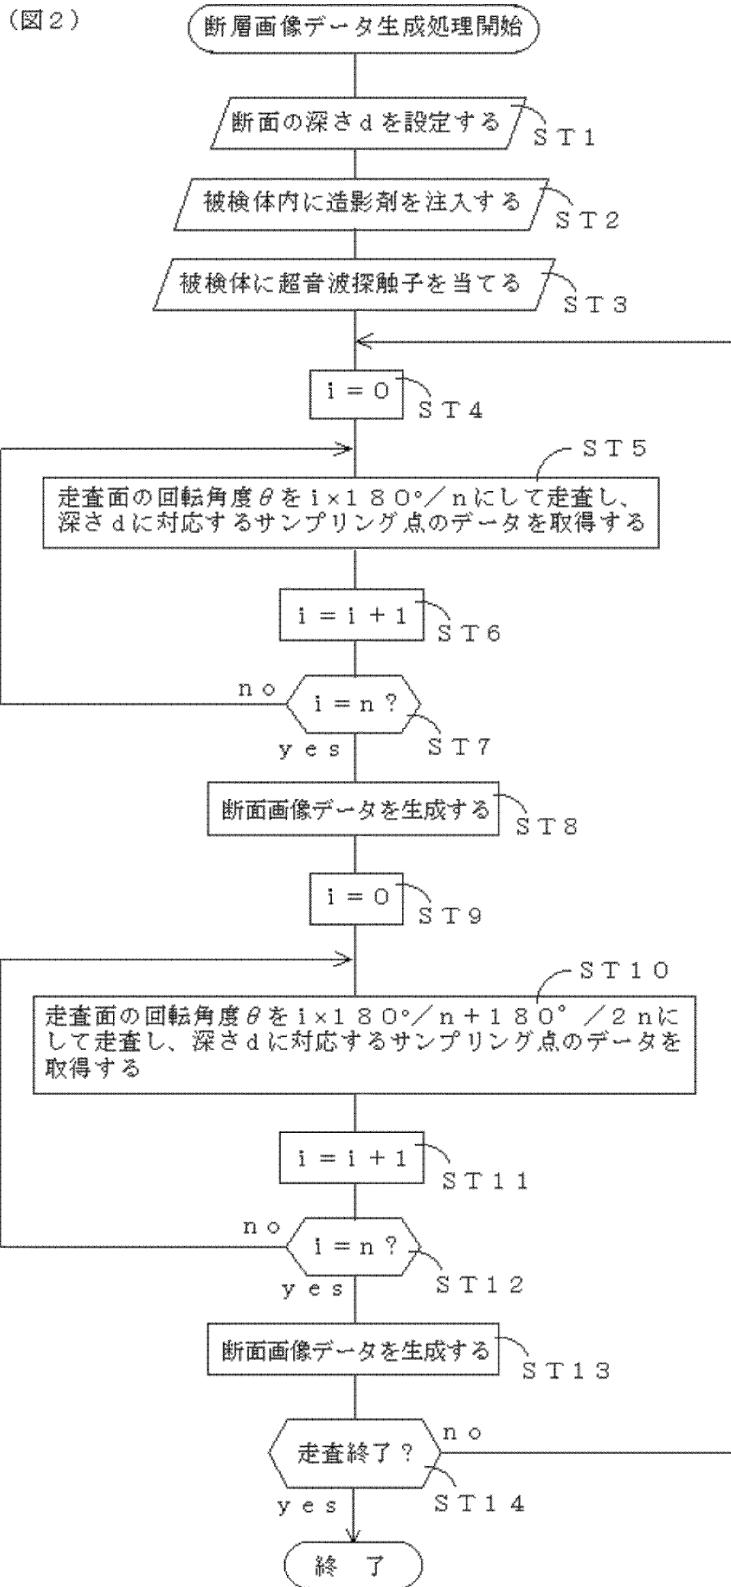 (図2)
断層画像データ生成処理開始
断面の深さdを設定する
ST1
被検体内に造影剤を注入する
ST2
被検体に超音波探触子を当てる
ST3
i=0
ST4
ST5
走査面の回転角度θをi×180°/nにして走査し、
深さdに対応するサンプリング点のデータを取得する
i=i+1
ST6
no
i=n?
ST7
yes
断面画像データを生成する
ST8
i=0
ST9
ST10
走査面の回転角度θをi×180°/n+180°/2nに
して走査し、深さdに対応するサンプリング点のデータを
取得する
i=i+1
ST11
no
i=n?
ST12
yes
断面画像データを生成する
ST13
no
走査終了?
ST14
yes
終 了